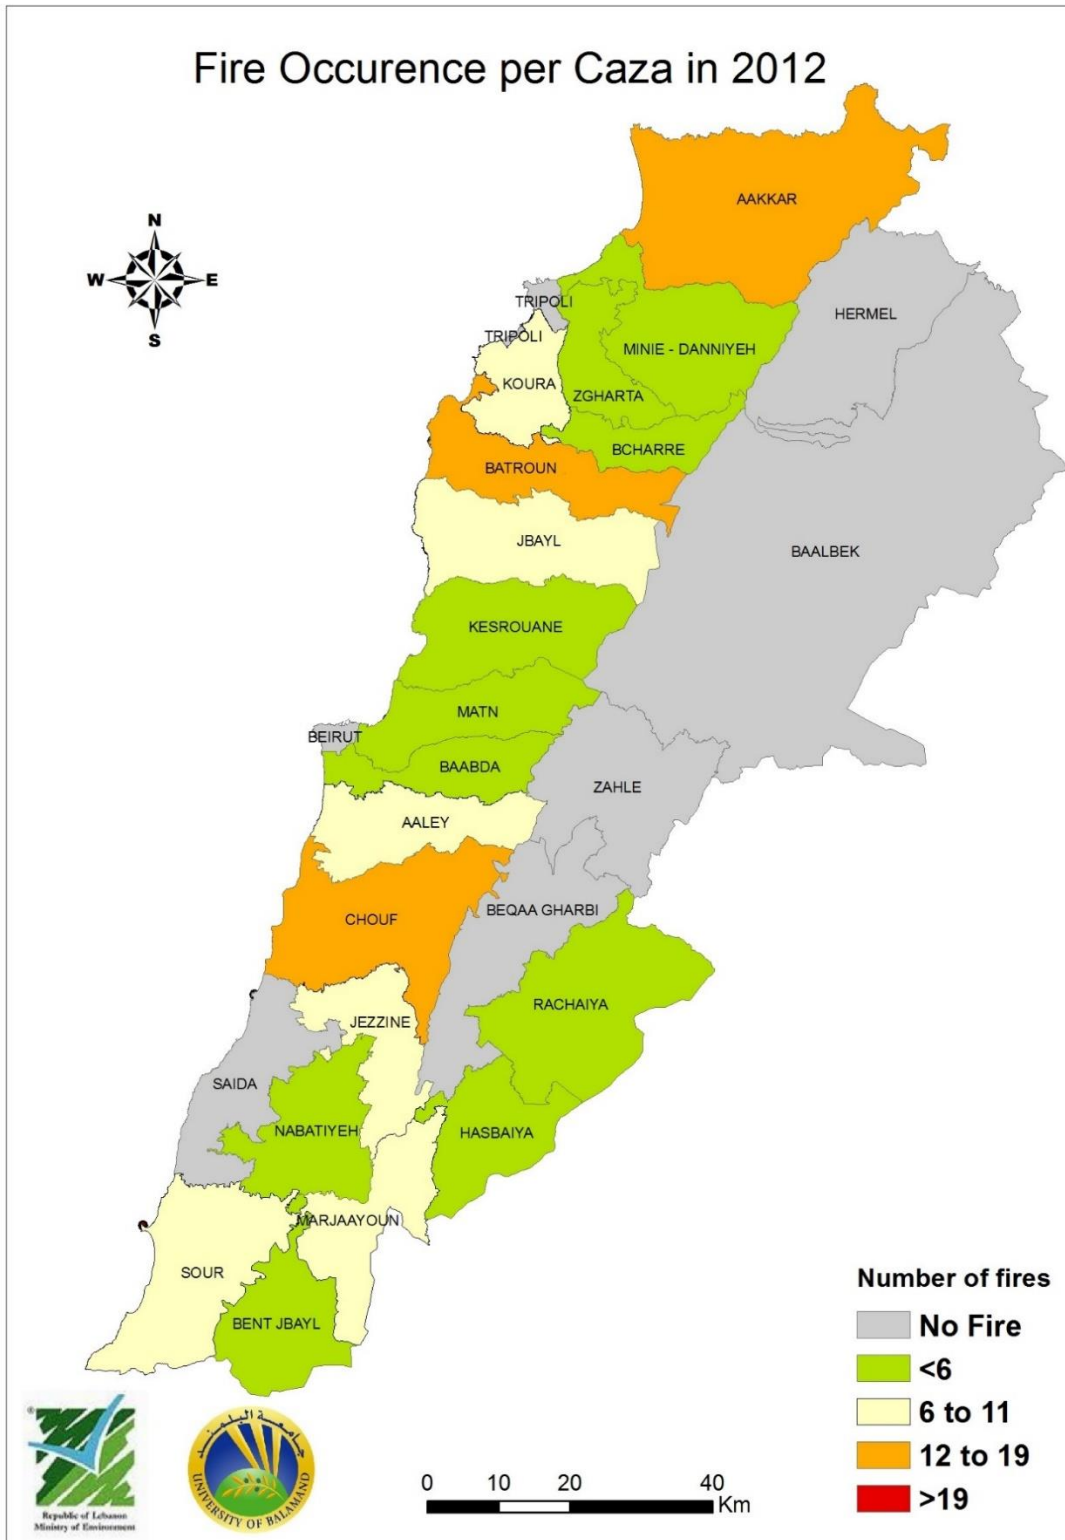 Fire Occurence per Caza in 2012
N
W E
S
AAKKAR
HERMEL
TRIPOLI
TRIPOLI
MINIE - DANNIYEH
KOURA
ZGHARTA
BCHARRE
BATROUN
JBAYL
BAALBEK
KESROUANE
MATN
BEIRUT
BAABDA
ZAHLE
AALEY
CHOUF
BEQAA GHARBI
RACHAIYA
JEZZINE
SAIDA
NABATIYEH
HASBAIYA
MARJAAYOUN
SOUR
BENT JBAYL
Number of fires
No Fire
<6
6 to 11
12 to 19
>19
®
Republic of Lebanon
Ministry of Environment
جامعة البلمند
UNIVERSITY OF BALAMAND
0 10 20 40
Km